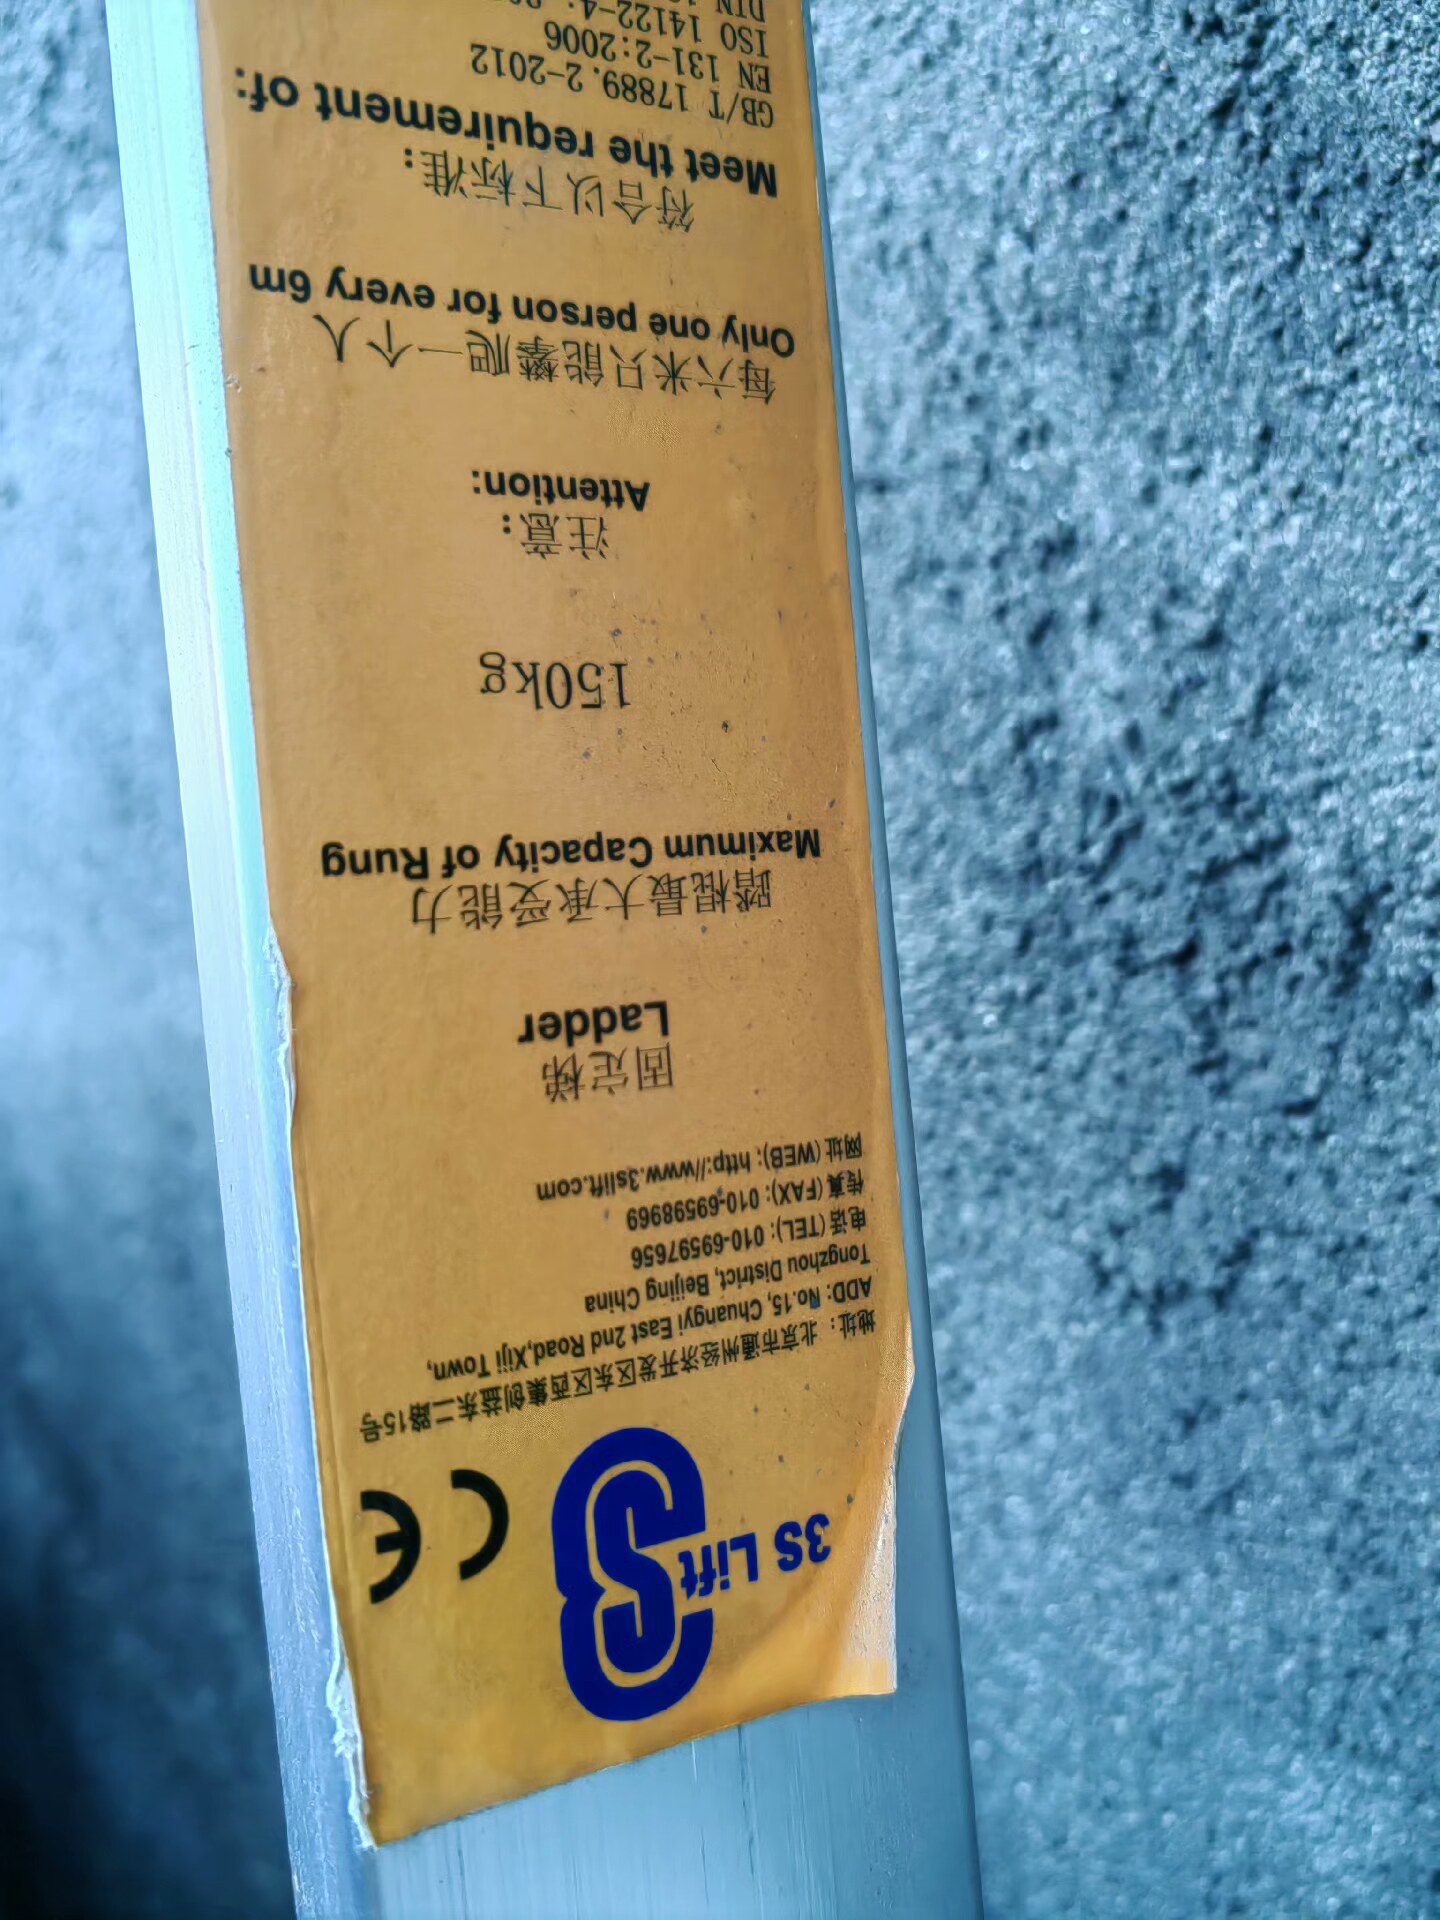 3S Lift
CE
地址：北京市通州经济开发区东区西集创益东二路15号
ADD: No.15, Chuangyi East 2nd Road,Xiji Town,
Tongzhou District, Beijing China
电话(TEL): 010-69597656
传真(FAX): 010-69598969
网址(WEB): http://www.3slift.com
固定梯
Ladder
踏棍最大承受能力
Maximum Capacity of Rung
150kg
注意：
Attention:
每六米只能攀爬一个人
Only one person for every 6m
符合以下标准：
Meet the requirement of:
GB/T 17889.2-2012
EN 131-2:2006
ISO 14122-4:
DIN